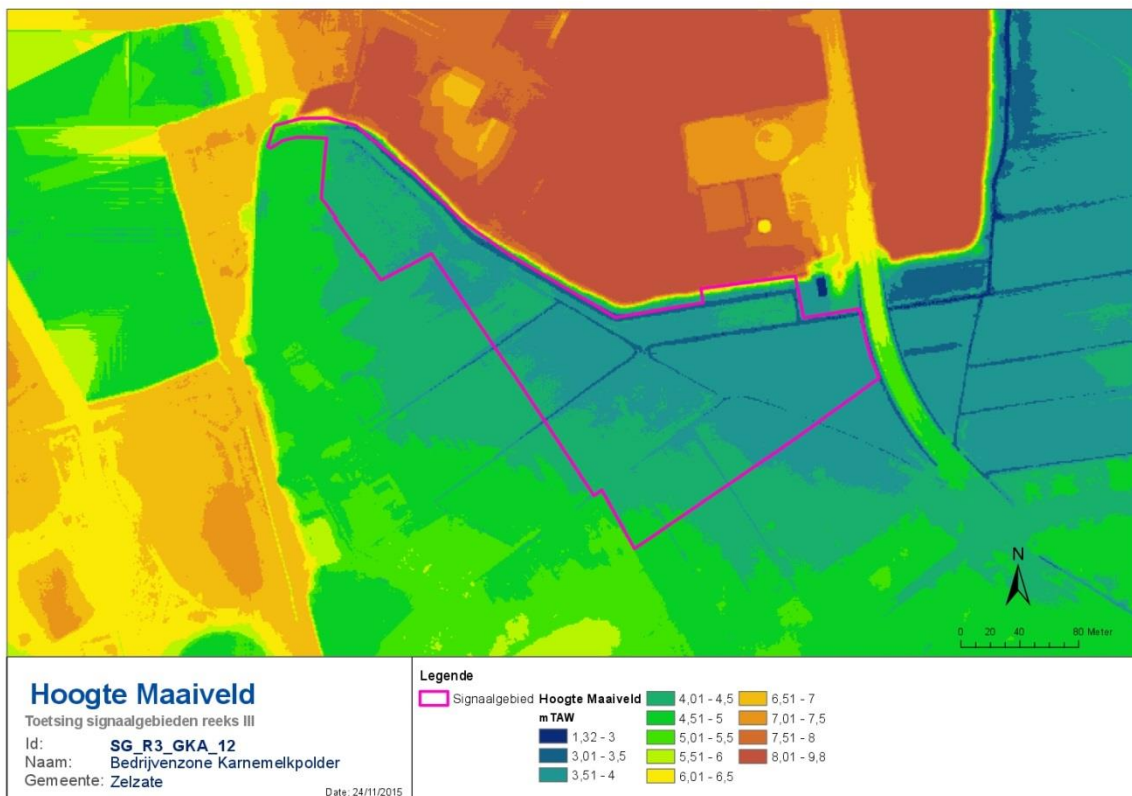 N
0 20 40 80 Meter
Hoogte Maaiveld
Toetsing signaalgebieden reeks III
Id: SG_R3_GKA_12
Naam: Bedrijvenzone Karnemelkpolder
Gemeente: Zelzate
Date: 24/11/2015
Legende
Signaalgebied
Hoogte Maaiveld
mTAW
1,32 - 3
3,01 - 3,5
3,51 - 4
4,01 - 4,5
4,51 - 5
5,01 - 5,5
5,51 - 6
6,01 - 6,5
6,51 - 7
7,01 - 7,5
7,51 - 8
8,01 - 9,8